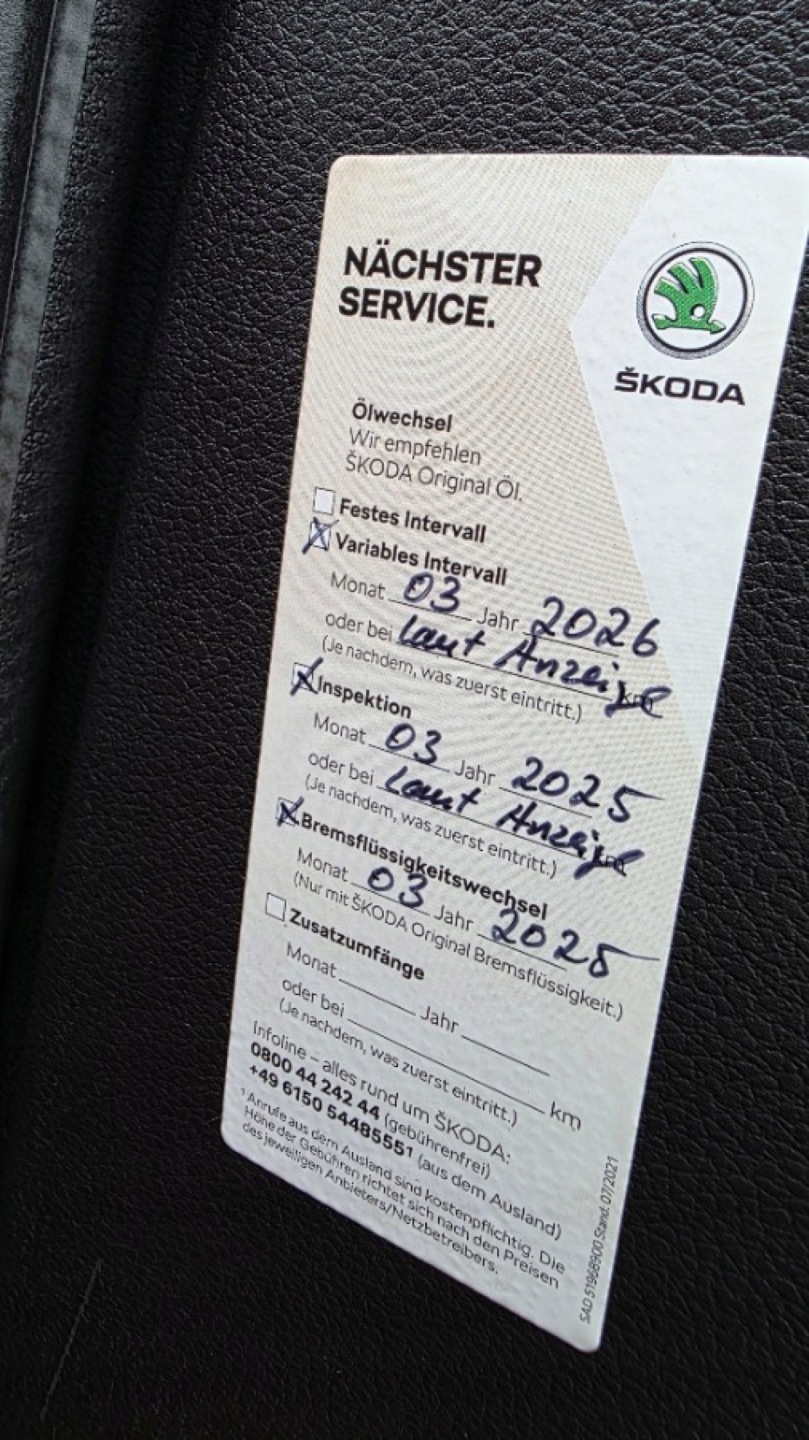 NÄCHSTER
SERVICE.
ŠKODA
Ölwechsel
Wir empfehlen
ŠKODA Original Öl.
Festes Intervall
Variables Intervall
Monat 03 Jahr 2026
oder bei laut Anzeige km
(Je nachdem, was zuerst eintritt.)
Inspektion
Monat 03 Jahr 2025
oder bei laut Anzeige km
(Je nachdem, was zuerst eintritt.)
Bremsflüssigkeitswechsel
Monat 03 Jahr 2025
(Nur mit ŠKODA Original Bremsflüssigkeit.)
Zusatzumfänge
Monat Jahr
oder bei km
(Je nachdem, was zuerst eintritt.)
Infoline – alles rund um ŠKODA:
0800 44 242 44 (gebührenfrei)
+49 6150 5448555¹ (aus dem Ausland)
¹ Anrufe aus dem Ausland sind kostenpflichtig. Die
Höhe der Gebühren richtet sich nach den Preisen
des jeweiligen Anbieters/Netzbetreibers.
SAD 51968900 Stand: 07/2021